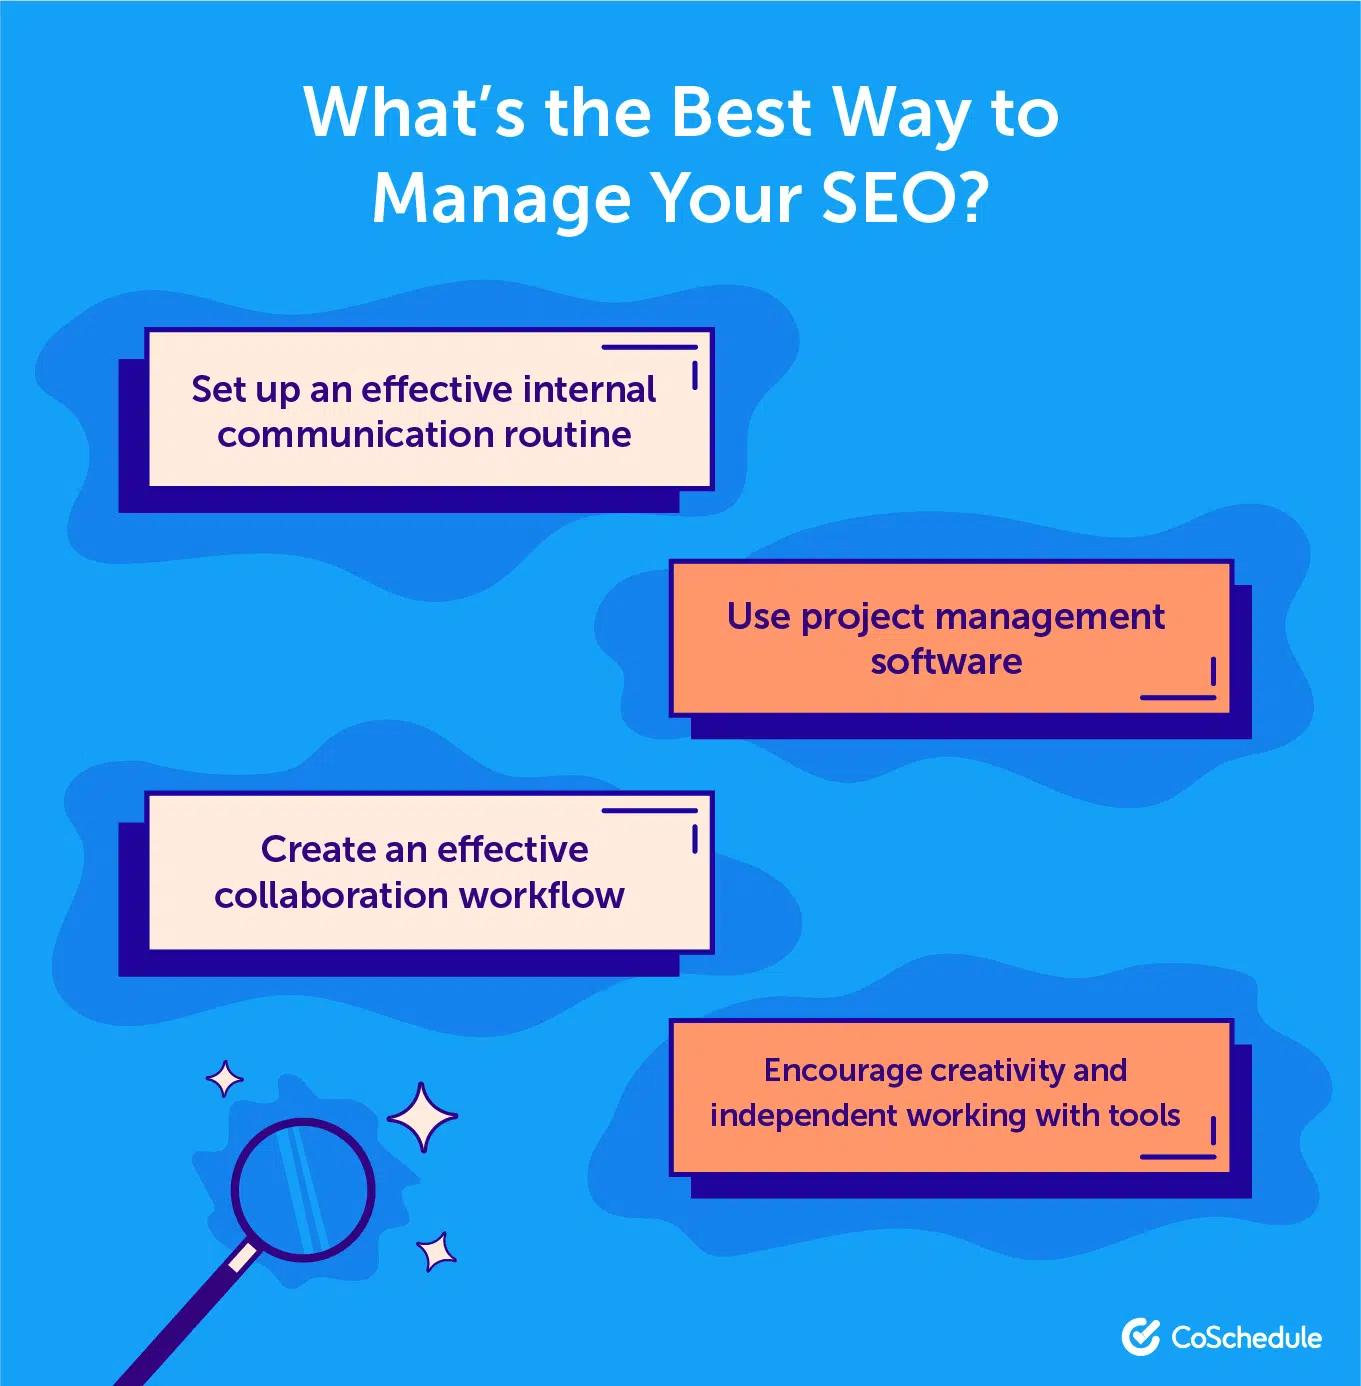 What’s the Best Way to
Manage Your SEO?
Set up an effective internal
communication routine
Use project management
software
Create an effective
collaboration workflow
Encourage creativity and
independent working with tools
CoSchedule